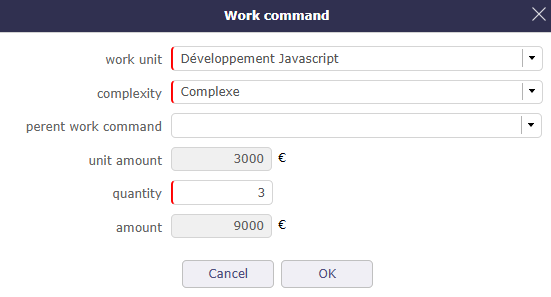 Work command
work unit Développement Javascript
complexity Complexe
perent work command
unit amount 3000 €
quantity 3
amount 9000 €
Cancel OK